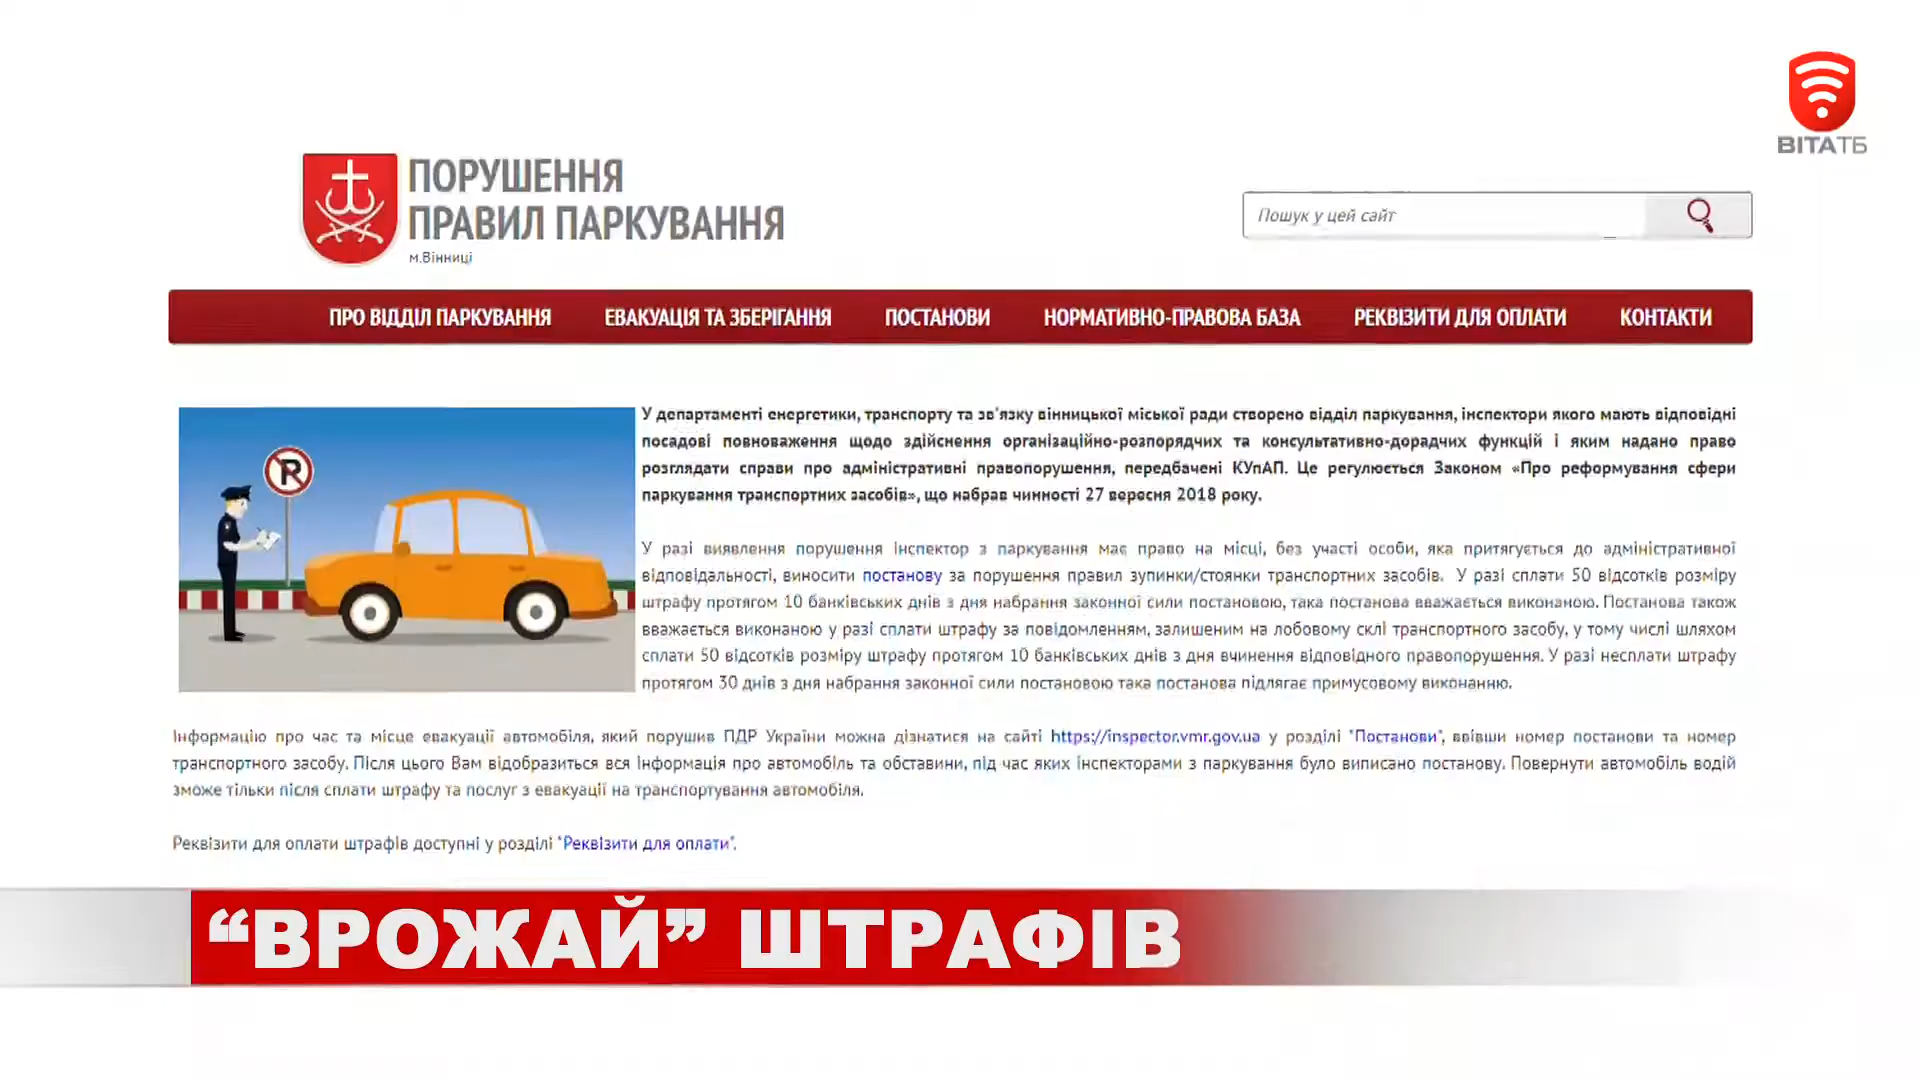 ВІТАТБ
ПОРУШЕННЯ
ПРАВИЛ ПАРКУВАННЯ
м.Вінниці
Пошук у цей сайт
ПРО ВІДДІЛ ПАРКУВАННЯ ЕВАКУАЦІЯ ТА ЗБЕРІГАННЯ ПОСТАНОВИ НОРМАТИВНО-ПРАВОВА БАЗА РЕКВІЗИТИ ДЛЯ ОПЛАТИ КОНТАКТИ
P
У департаменті енергетики, транспорту та зв'язку вінницької міської ради створено відділ паркування, інспектори якого мають відповідні
посадові повноваження щодо здійснення організаційно-розпорядчих та консультативно-дорадчих функцій і яким надано право
розглядати справи про адміністративні правопорушення, передбачені КУпАП. Це регулюється Законом «Про реформування сфери
паркування транспортних засобів», що набрав чинності 27 вересня 2018 року.
У разі виявлення порушення інспектор з паркування має право на місці, без участі особи, яка притягується до адміністративної
відповідальності, виносити постанову за порушення правил зупинки/стоянки транспортних засобів. У разі сплати 50 відсотків розміру
штрафу протягом 10 банківських днів з дня набрання законної сили постановою, така постанова вважається виконаною. Постанова також
вважається виконаною у разі сплати штрафу за повідомленням, залишеним на лобовому склі транспортного засобу, у тому числі шляхом
сплати 50 відсотків розміру штрафу протягом 10 банківських днів з дня вчинення відповідного правопорушення. У разі несплати штрафу
протягом 30 днів з дня набрання законної сили постановою така постанова підлягає примусовому виконанню.
Інформацію про час та місце евакуації автомобіля, який порушив ПДР України можна дізнатися на сайті https://inspector.vmr.gov.ua у розділі "Постанови", ввівши номер постанови та номер
транспортного засобу. Після цього Вам відобразиться вся інформація про автомобіль та обставини, під час яких інспекторами з паркування було виписано постанову. Повернути автомобіль водій
зможе тільки після сплати штрафу та послуг з евакуації на транспортування автомобіля.
Реквізити для оплати штрафів доступні у розділі "Реквізити для оплати".
“ВРОЖАЙ” ШТРАФІВ